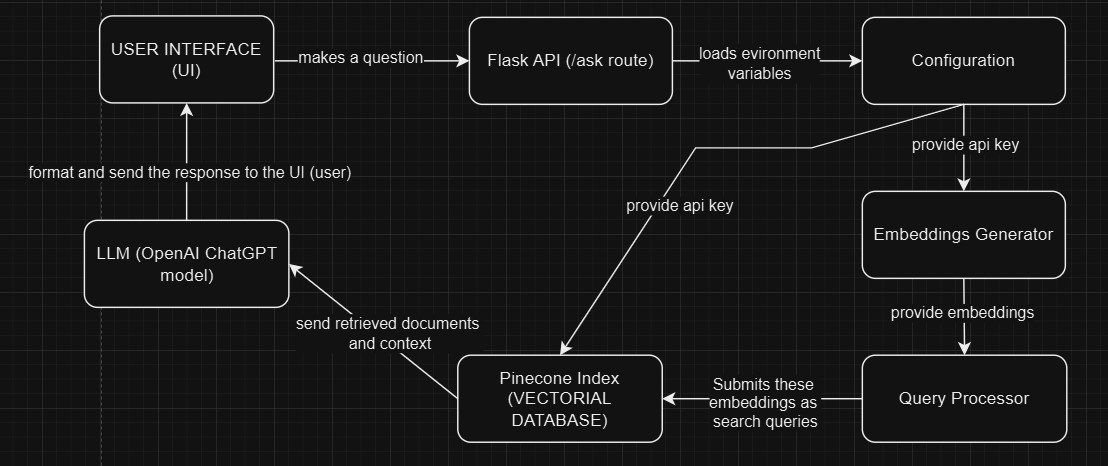 USER INTERFACE
(UI)
makes a question
Flask API (/ask route)
loads evironment
variables
Configuration
provide api key
format and send the response to the UI (user)
provide api key
Embeddings Generator
LLM (OpenAI ChatGPT
model)
provide embeddings
send retrieved documents
and context
Pinecone Index
(VECTORIAL
DATABASE)
Submits these
embeddings as
search queries
Query Processor